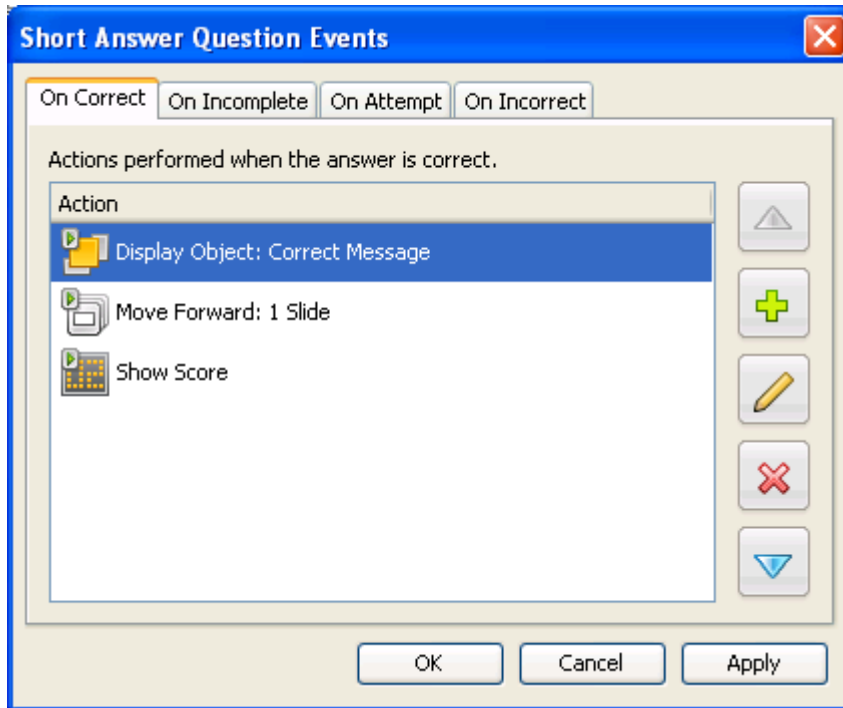 Short Answer Question Events
On Correct On Incomplete On Attempt On Incorrect
Actions performed when the answer is correct.
Action
Display Object: Correct Message
Move Forward: 1 Slide
Show Score
OK Cancel Apply